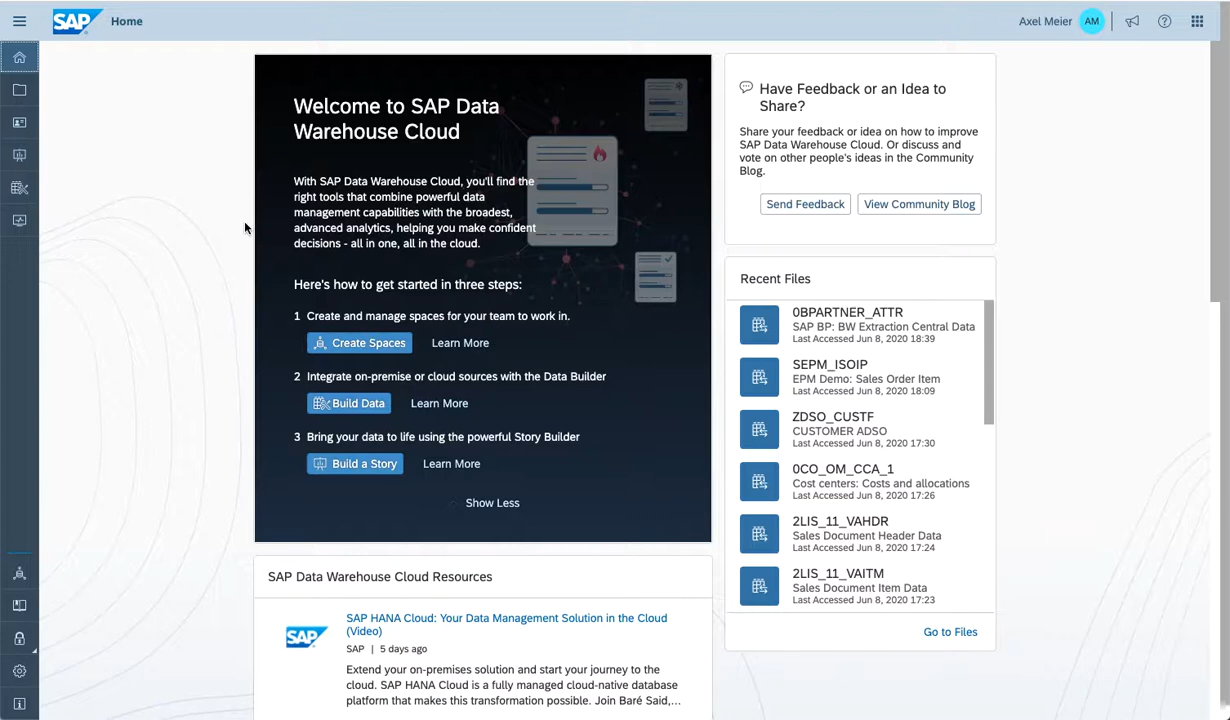 SAP Home
Axel Meier AM
Welcome to SAP Data
Warehouse Cloud
With SAP Data Warehouse Cloud, you'll find the
right tools that combine powerful data
management capabilities with the broadest,
advanced analytics, helping you make confident
decisions - all in one, all in the cloud.
Here's how to get started in three steps:
1 Create and manage spaces for your team to work in.
Create Spaces Learn More
2 Integrate on-premise or cloud sources with the Data Builder
Build Data Learn More
3 Bring your data to life using the powerful Story Builder
Build a Story Learn More
Show Less
SAP Data Warehouse Cloud Resources
SAP
SAP HANA Cloud: Your Data Management Solution in the Cloud
(Video)
SAP | 5 days ago
Extend your on-premises solution and start your journey to the
cloud. SAP HANA Cloud is a fully managed cloud-native database
platform that makes this transformation possible. Join Baré Said,...
Have Feedback or an Idea to
Share?
Share your feedback or idea on how to improve
SAP Data Warehouse Cloud. Or discuss and
vote on other people's ideas in the Community
Blog.
Send Feedback View Community Blog
Recent Files
0BPARTNER_ATTR
SAP BP: BW Extraction Central Data
Last Accessed Jun 8, 2020 18:39
SEPM_ISOIP
EPM Demo: Sales Order Item
Last Accessed Jun 8, 2020 18:09
ZDSO_CUSTF
CUSTOMER ADSO
Last Accessed Jun 8, 2020 17:30
0CO_OM_CCA_1
Cost centers: Costs and allocations
Last Accessed Jun 8, 2020 17:26
2LIS_11_VAHDR
Sales Document Header Data
Last Accessed Jun 8, 2020 17:24
2LIS_11_VAITM
Sales Document Item Data
Last Accessed Jun 8, 2020 17:23
Go to Files